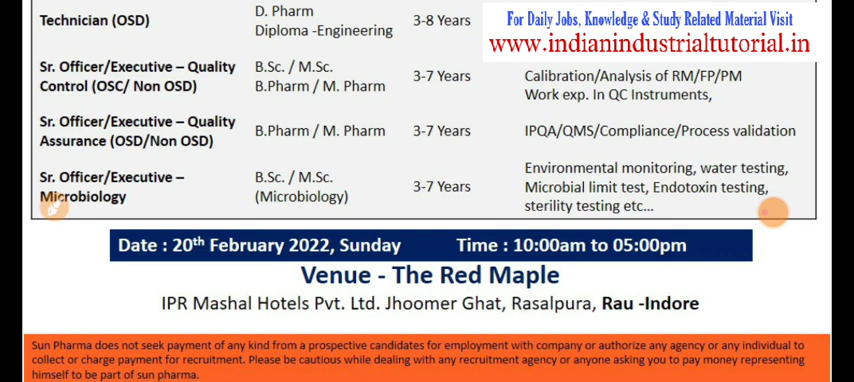 For Daily Jobs, Knowledge & Study Related Material Visit
www.indianindustrialtutorial.in
Technician (OSD)
D. Pharm
Diploma -Engineering
3-8 Years
Sr. Officer/Executive – Quality
Control (OSC/ Non OSD)
B.Sc. / M.Sc.
B.Pharm / M. Pharm
3-7 Years
Calibration/Analysis of RM/FP/PM
Work exp. In QC Instruments,
Sr. Officer/Executive – Quality
Assurance (OSD/Non OSD)
B.Pharm / M. Pharm
3-7 Years
IPQA/QMS/Compliance/Process validation
Sr. Officer/Executive –
Microbiology
B.Sc. / M.Sc.
(Microbiology)
3-7 Years
Environmental monitoring, water testing,
Microbial limit test, Endotoxin testing,
sterility testing etc...
Date : 20th February 2022, Sunday Time : 10:00am to 05:00pm
Venue - The Red Maple
IPR Mashal Hotels Pvt. Ltd. Jhoomer Ghat, Rasalpura, Rau -Indore
Sun Pharma does not seek payment of any kind from a prospective candidates for employment with company or authorize any agency or any individual to
collect or charge payment for recruitment. Please be cautious while dealing with any recruitment agency or anyone asking you to pay money representing
himself to be part of sun pharma.